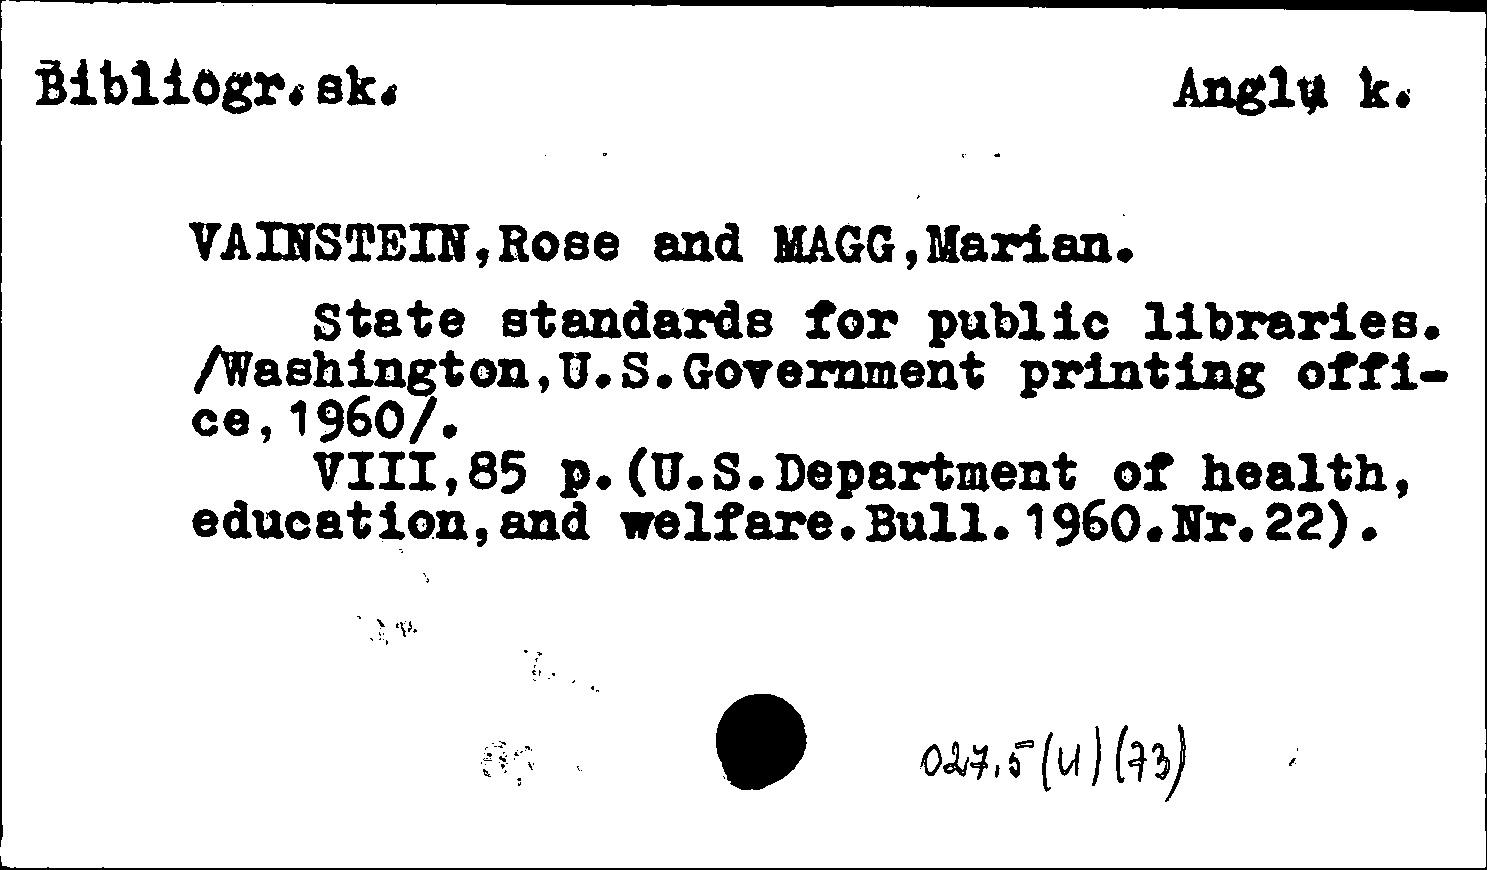 Bibliogr.sk. Anglų k.
VAINSTEIN,Rose and MAGG,Marian.
State standards for public libraries.
/Washington,U.S.Government printing offi-
ce,1960/.
VIII,85 p.(U.S.Department of health,
education,and welfare.Bull.1960.Nr.22).
027.5(U)(73)